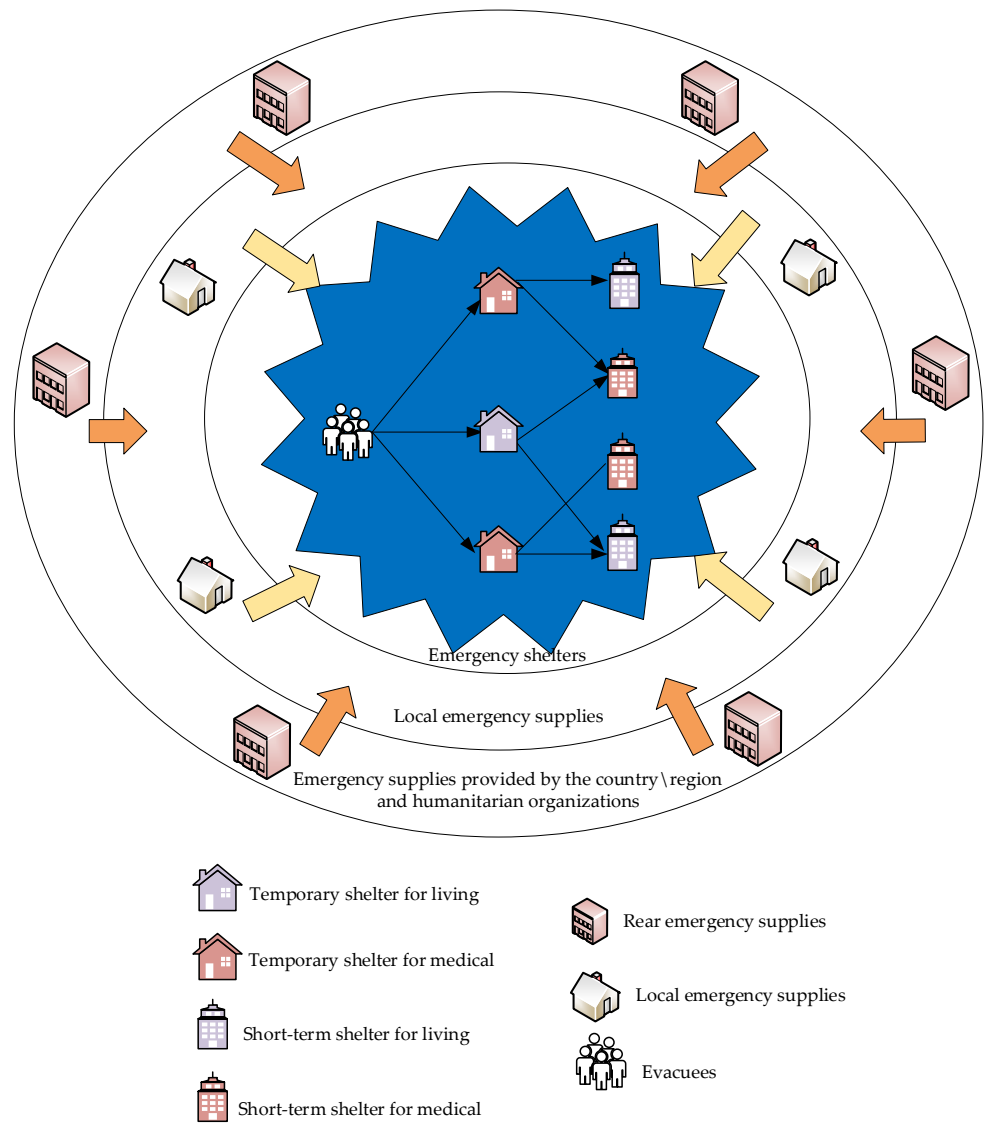 Emergency shelters
Local emergency supplies
Emergency supplies provided by the country\region
and humanitarian organizations
Temporary shelter for living
Temporary shelter for medical
Short-term shelter for living
Short-term shelter for medical
Rear emergency supplies
Local emergency supplies
Evacuees